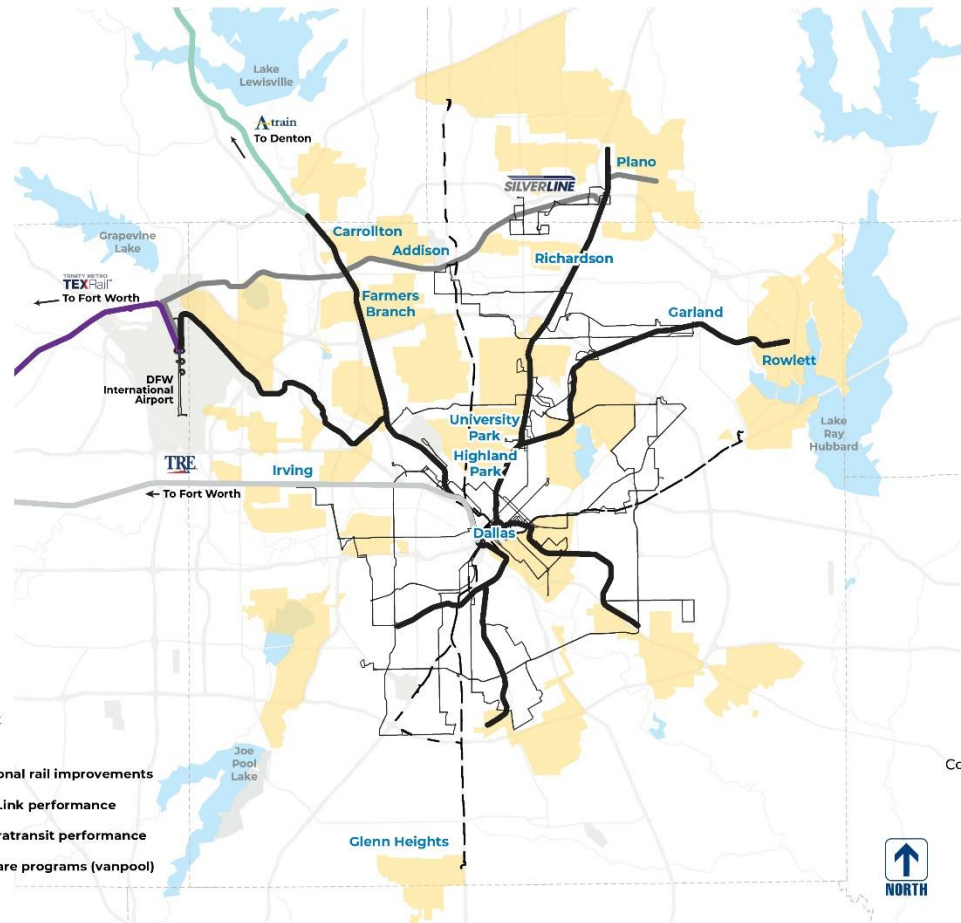 Lake
Lewisville
A-train
To Denton
Plano
SILVERLINE
Carrollton
Addison
Richardson
Grapevine
Lake
TRINITY METRO
TEXRail
To Fort Worth
Farmers
Branch
Garland
Rowlett
DFW
International
Airport
University
Park
Highland
Park
Lake
Ray
Hubbard
TRE
Irving
To Fort Worth
Dallas
Joe
Pool
Lake
onal rail improvements
Link performance
ratransit performance
are programs (vanpool)
Co
Glenn Heights
NORTH